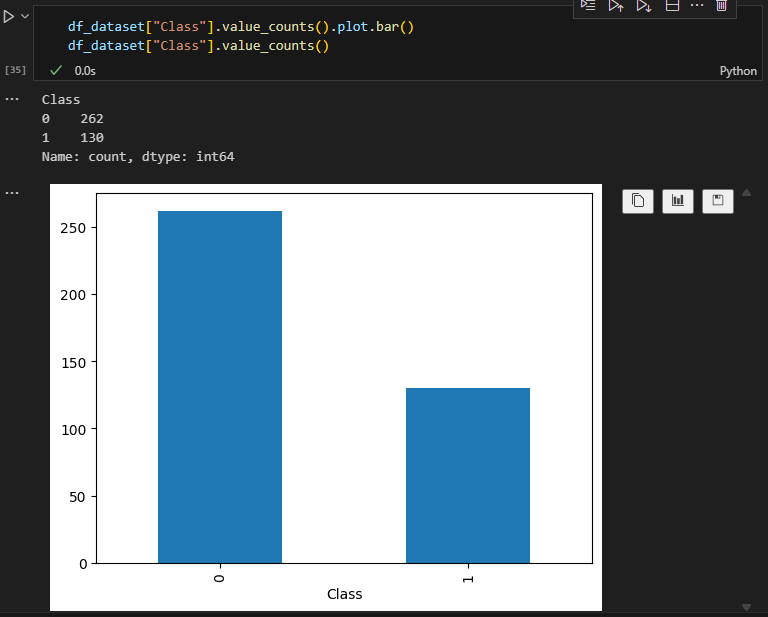 df_dataset["Class"].value_counts().plot.bar()
df_dataset["Class"].value_counts()
[35]
0.0s
Python
Class
0    262
1    130
Name: count, dtype: int64
250
200
150
100
50
0
0
1
Class